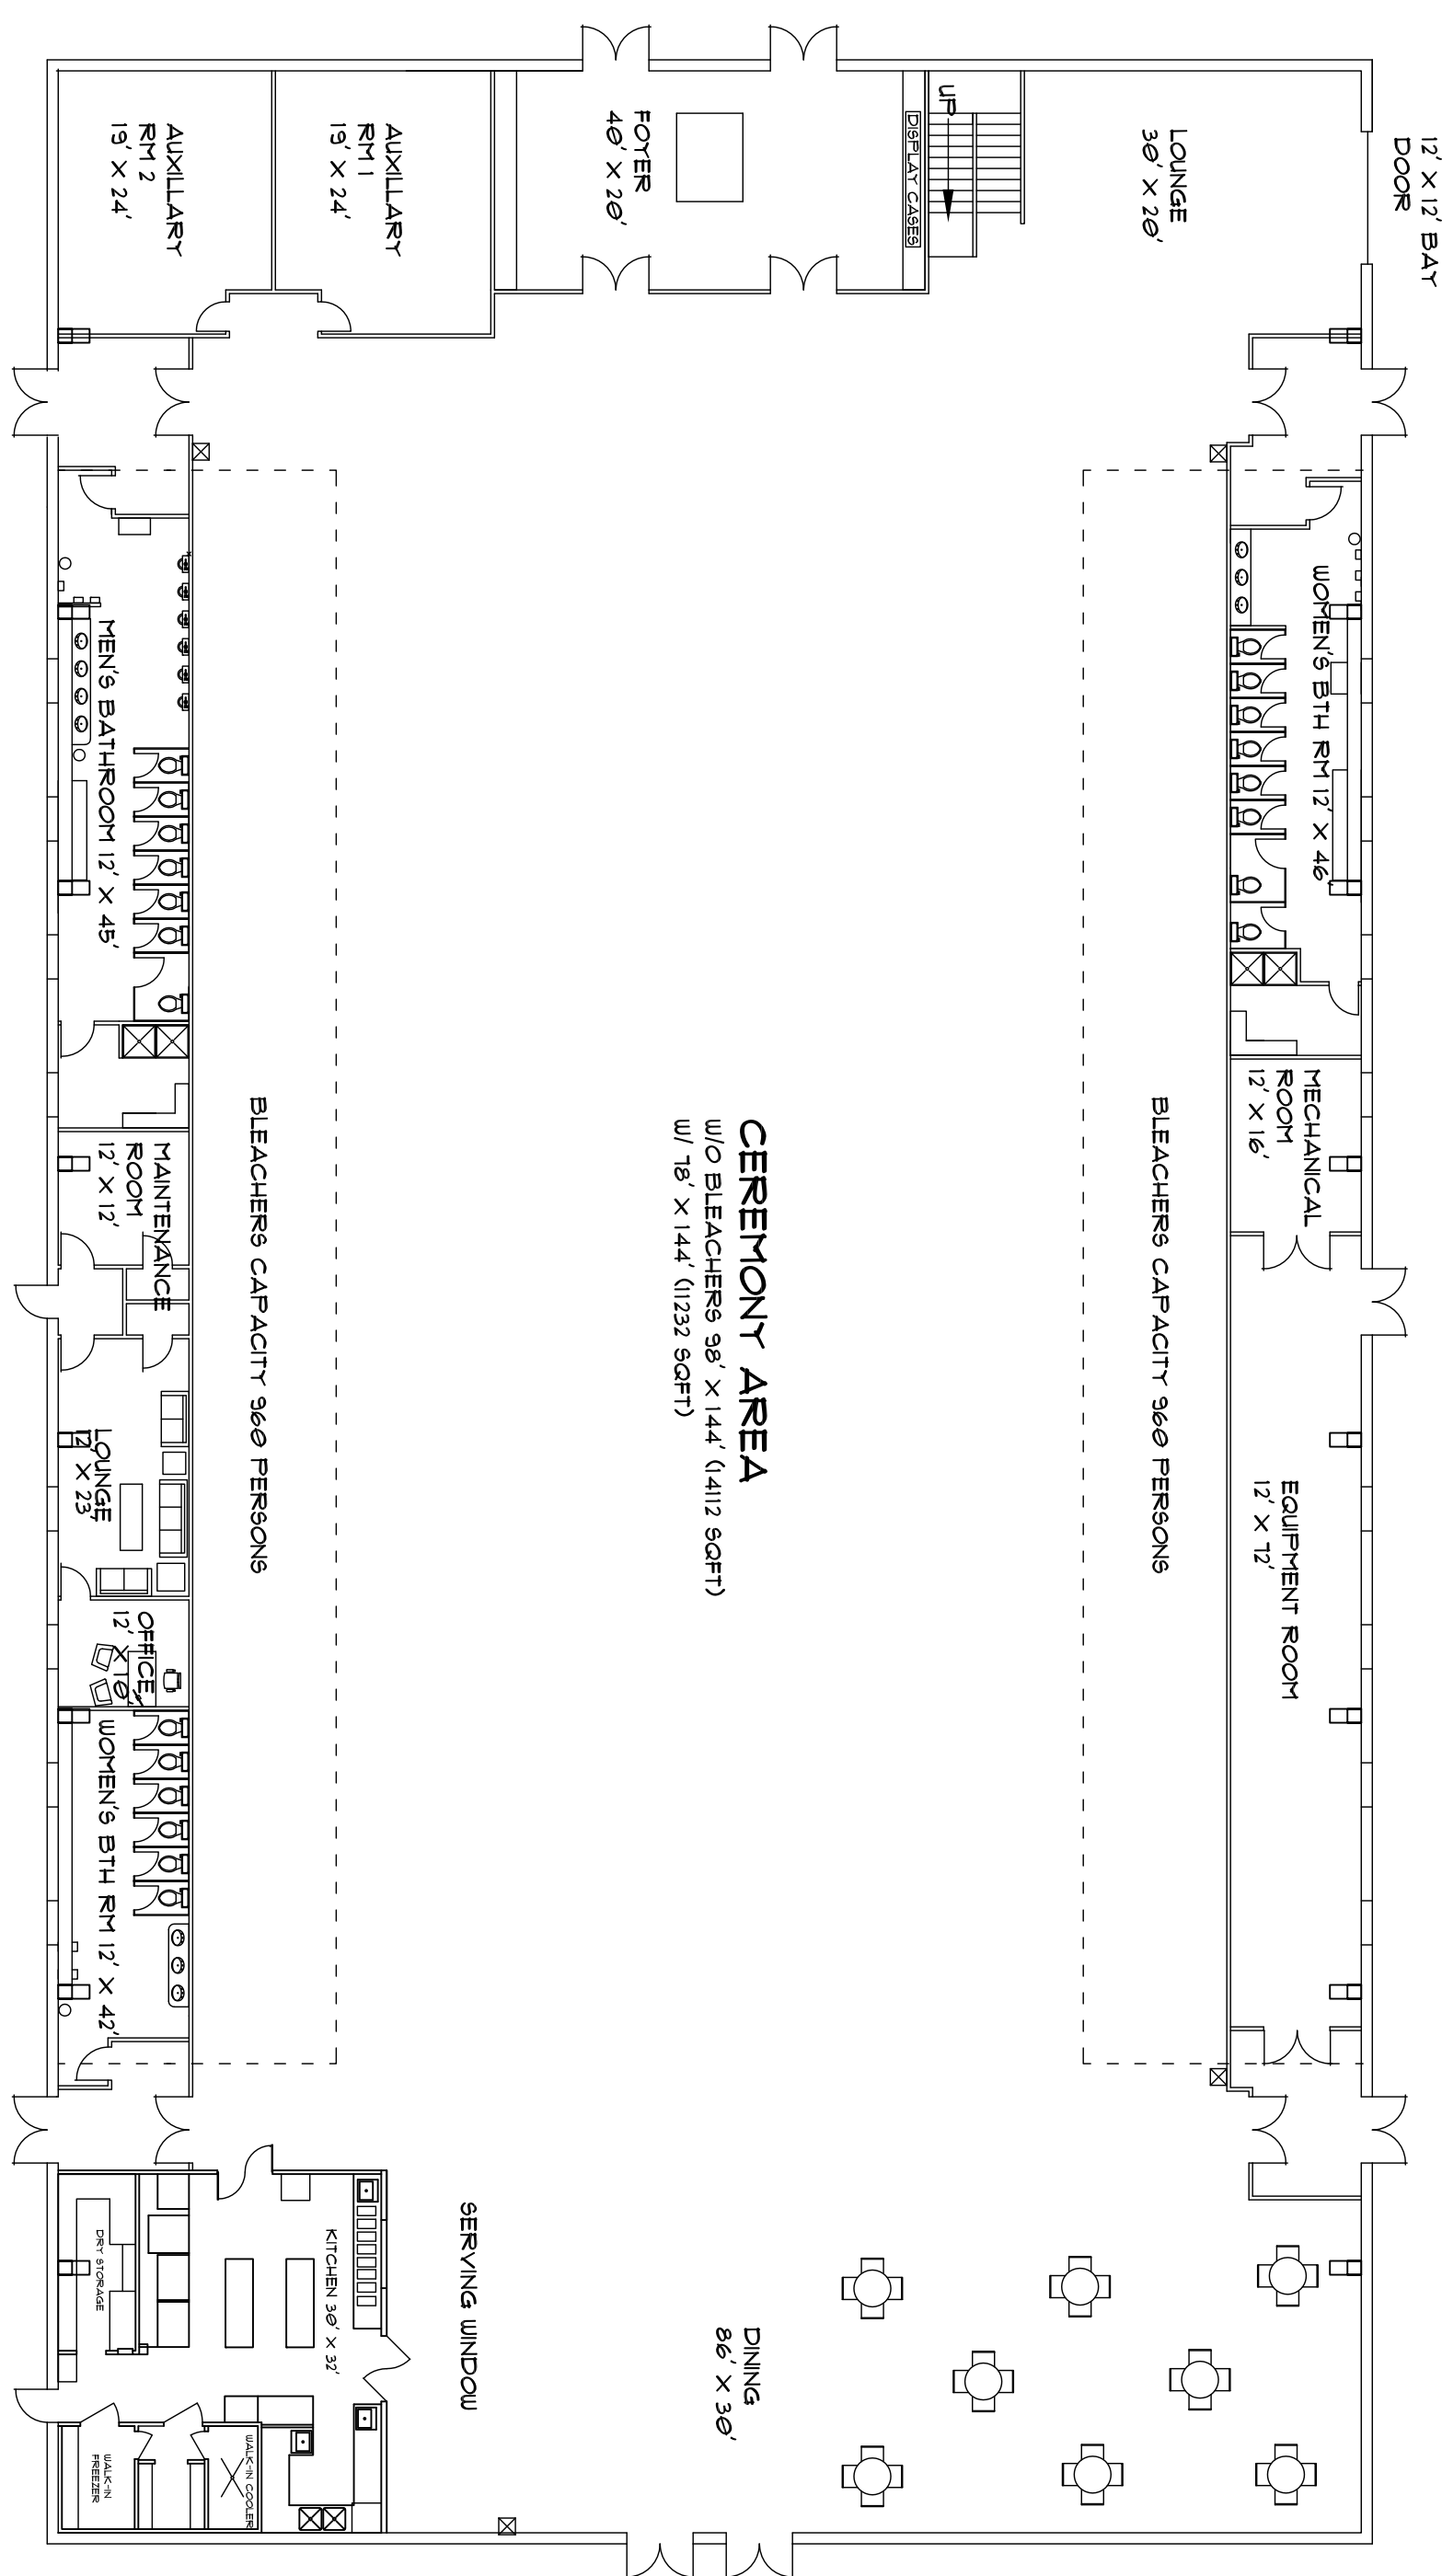 12' X 12' BAY
DOOR
LOUNGE
30' X 20'
UP
DISPLAY CASES
FOYER
40' X 20'
AUXILLARY
RM 1
19' X 24'
AUXILLARY
RM 2
19' X 24'
WOMEN'S BTH RM 12' X 46'
MECHANICAL
ROOM
12' X 16'
EQUIPMENT ROOM
12' X 72'
BLEACHERS CAPACITY 960 PERSONS
CEREMONY AREA
W/O BLEACHERS 98' X 144' (14112 SQFT)
W/ 78' X 144' (11232 SQFT)
BLEACHERS CAPACITY 960 PERSONS
MEN'S BATHROOM 12' X 45'
MAINTENANCE
ROOM
12' X 12'
LOUNGE
12' X 23'
OFFICE
12' X 10'
WOMEN'S BTH RM 12' X 42'
DINING
86' X 30'
SERVING WINDOW
KITCHEN 30' X 32'
DRY STORAGE
WALK-IN COOLER
WALK-IN
FREEZER